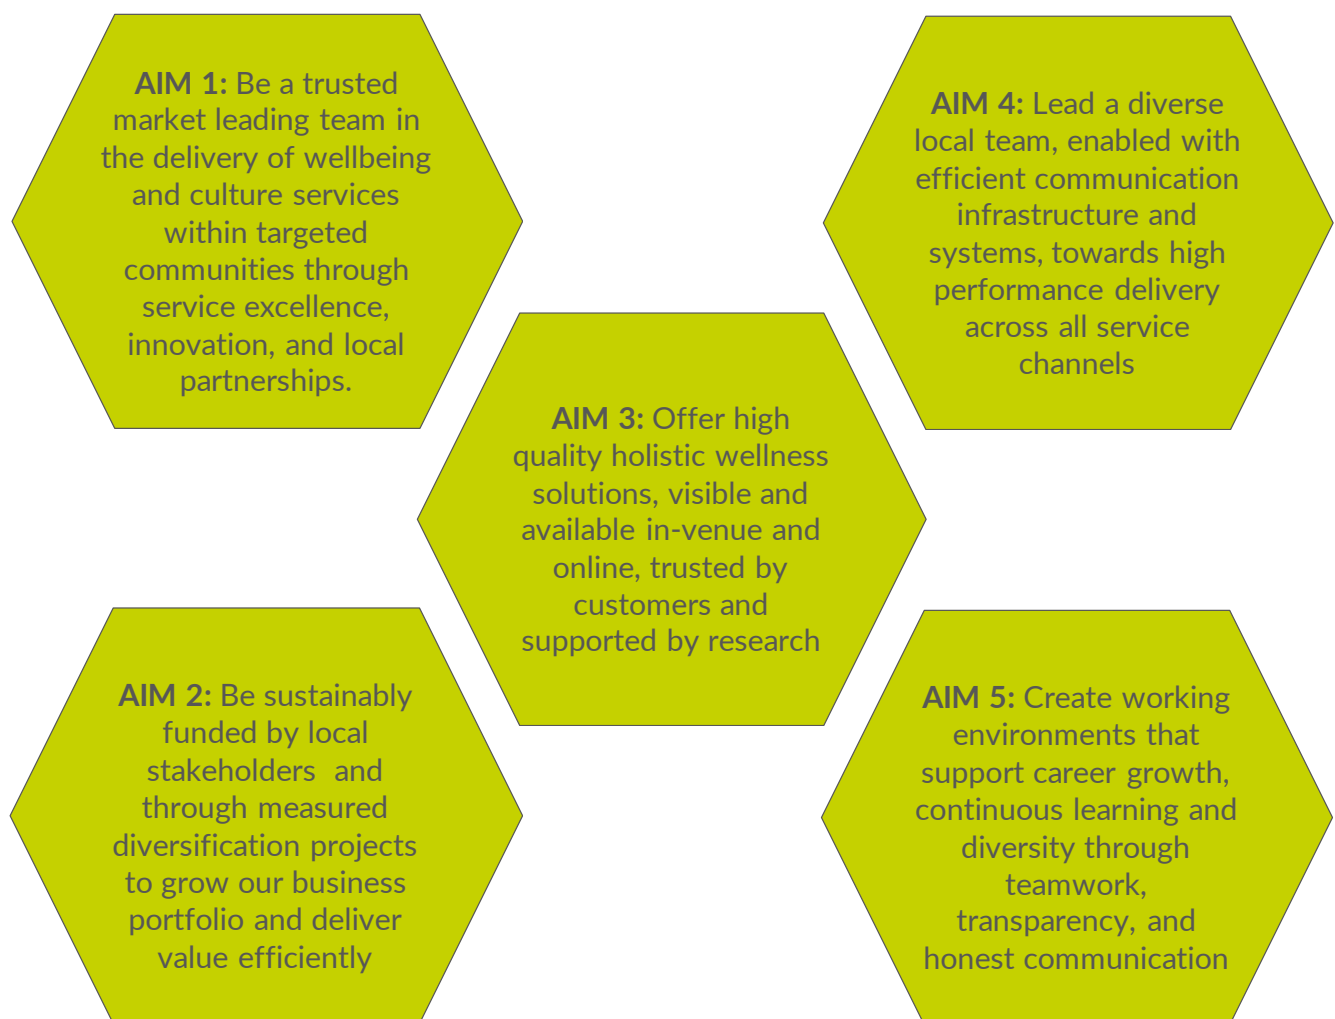 AIM 1: Be a trusted
market leading team in
the delivery of wellbeing
and culture services
within targeted
communities through
service excellence,
innovation, and local
partnerships.
AIM 2: Be sustainably
funded by local
stakeholders  and
through measured
diversification projects
to grow our business
portfolio and deliver
value efficiently
AIM 3: Offer high
quality holistic wellness
solutions, visible and
available in-venue and
online, trusted by
customers and
supported by research
AIM 4: Lead a diverse
local team, enabled with
efficient communication
infrastructure and
systems, towards high
performance delivery
across all service
channels
AIM 5: Create working
environments that
support career growth,
continuous learning and
diversity through
teamwork,
transparency, and
honest communication